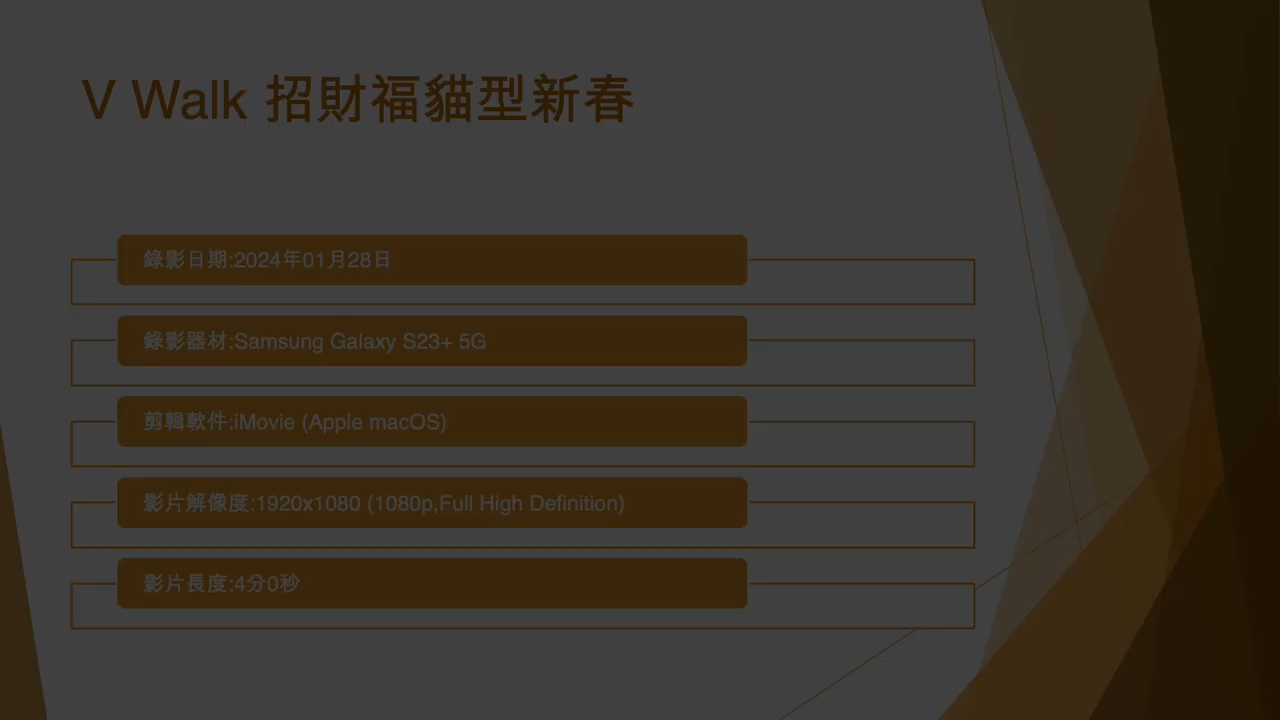 V Walk 招財福貓型新春
錄影日期:2024年01月28日
錄影器材:Samsung Galaxy S23+ 5G
剪輯軟件:iMovie (Apple macOS)
影片解像度:1920x1080 (1080p,Full High Definition)
影片長度:4分0秒